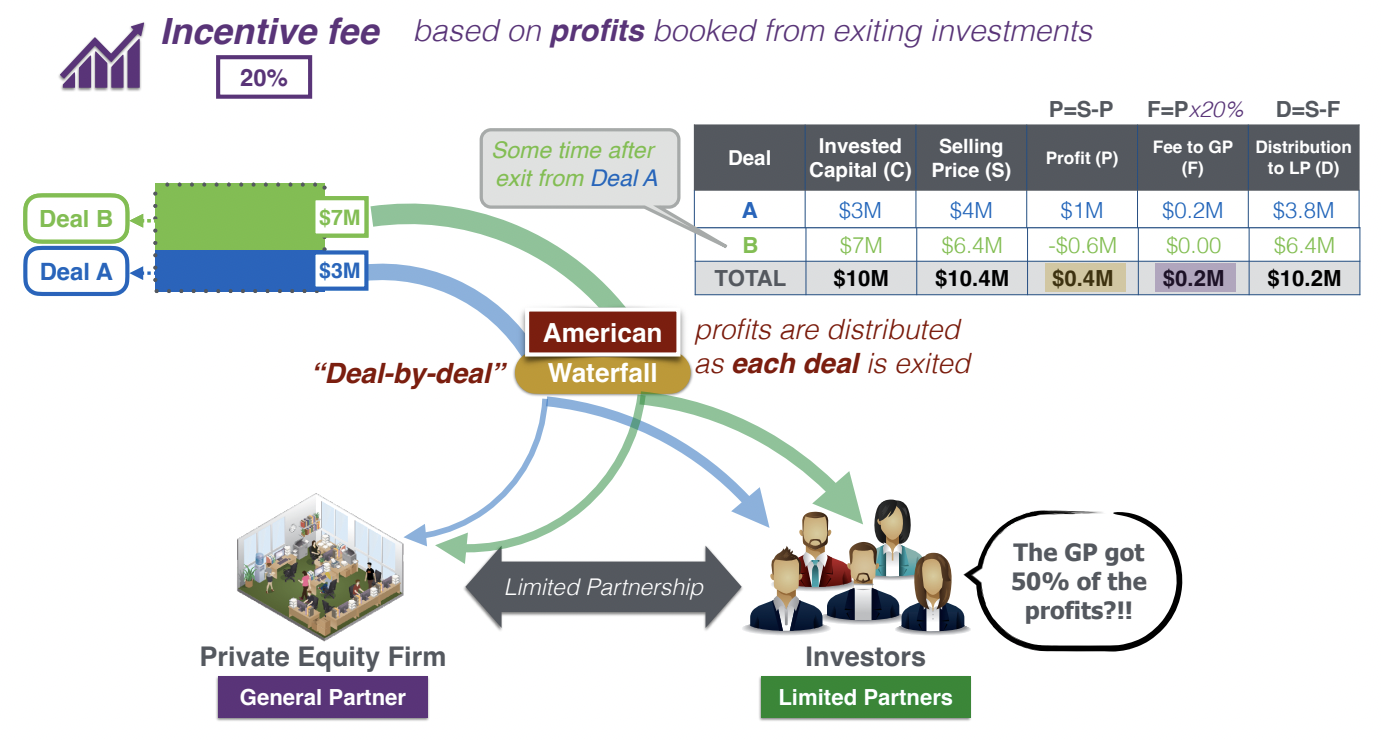 Incentive fee based on profits booked from exiting investments
20%
P=S-P F=Px20% D=S-F
Deal Invested Capital (C) Selling Price (S) Profit (P) Fee to GP (F) Distribution to LP (D)
A $3M $4M $1M $0.2M $3.8M
B $7M $6.4M -$0.6M $0.00 $6.4M
TOTAL $10M $10.4M $0.4M $0.2M $10.2M
Some time after
exit from Deal A
Deal B
$7M
Deal A
$3M
American
Waterfall
“Deal-by-deal”
profits are distributed
as each deal is exited
Limited Partnership
The GP got
50% of the
profits?!!
Private Equity Firm
General Partner
Investors
Limited Partners